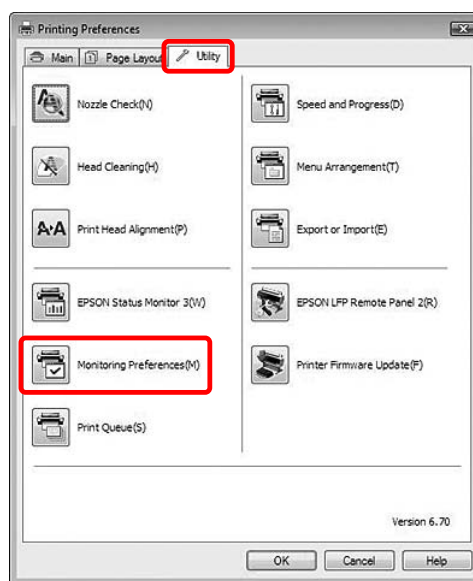 Printing Preferences
Main
Page Layout
Utility
Nozzle Check(N)
Speed and Progress(D)
Head Cleaning(H)
Menu Arrangement(T)
A▸A
Print Head Alignment(P)
Export or Import(E)
EPSON Status Monitor 3(W)
EPSON LFP Remote Panel 2(R)
Monitoring Preferences(M)
Printer Firmware Update(F)
Print Queue(S)
Version 6.70
OK
Cancel
Help